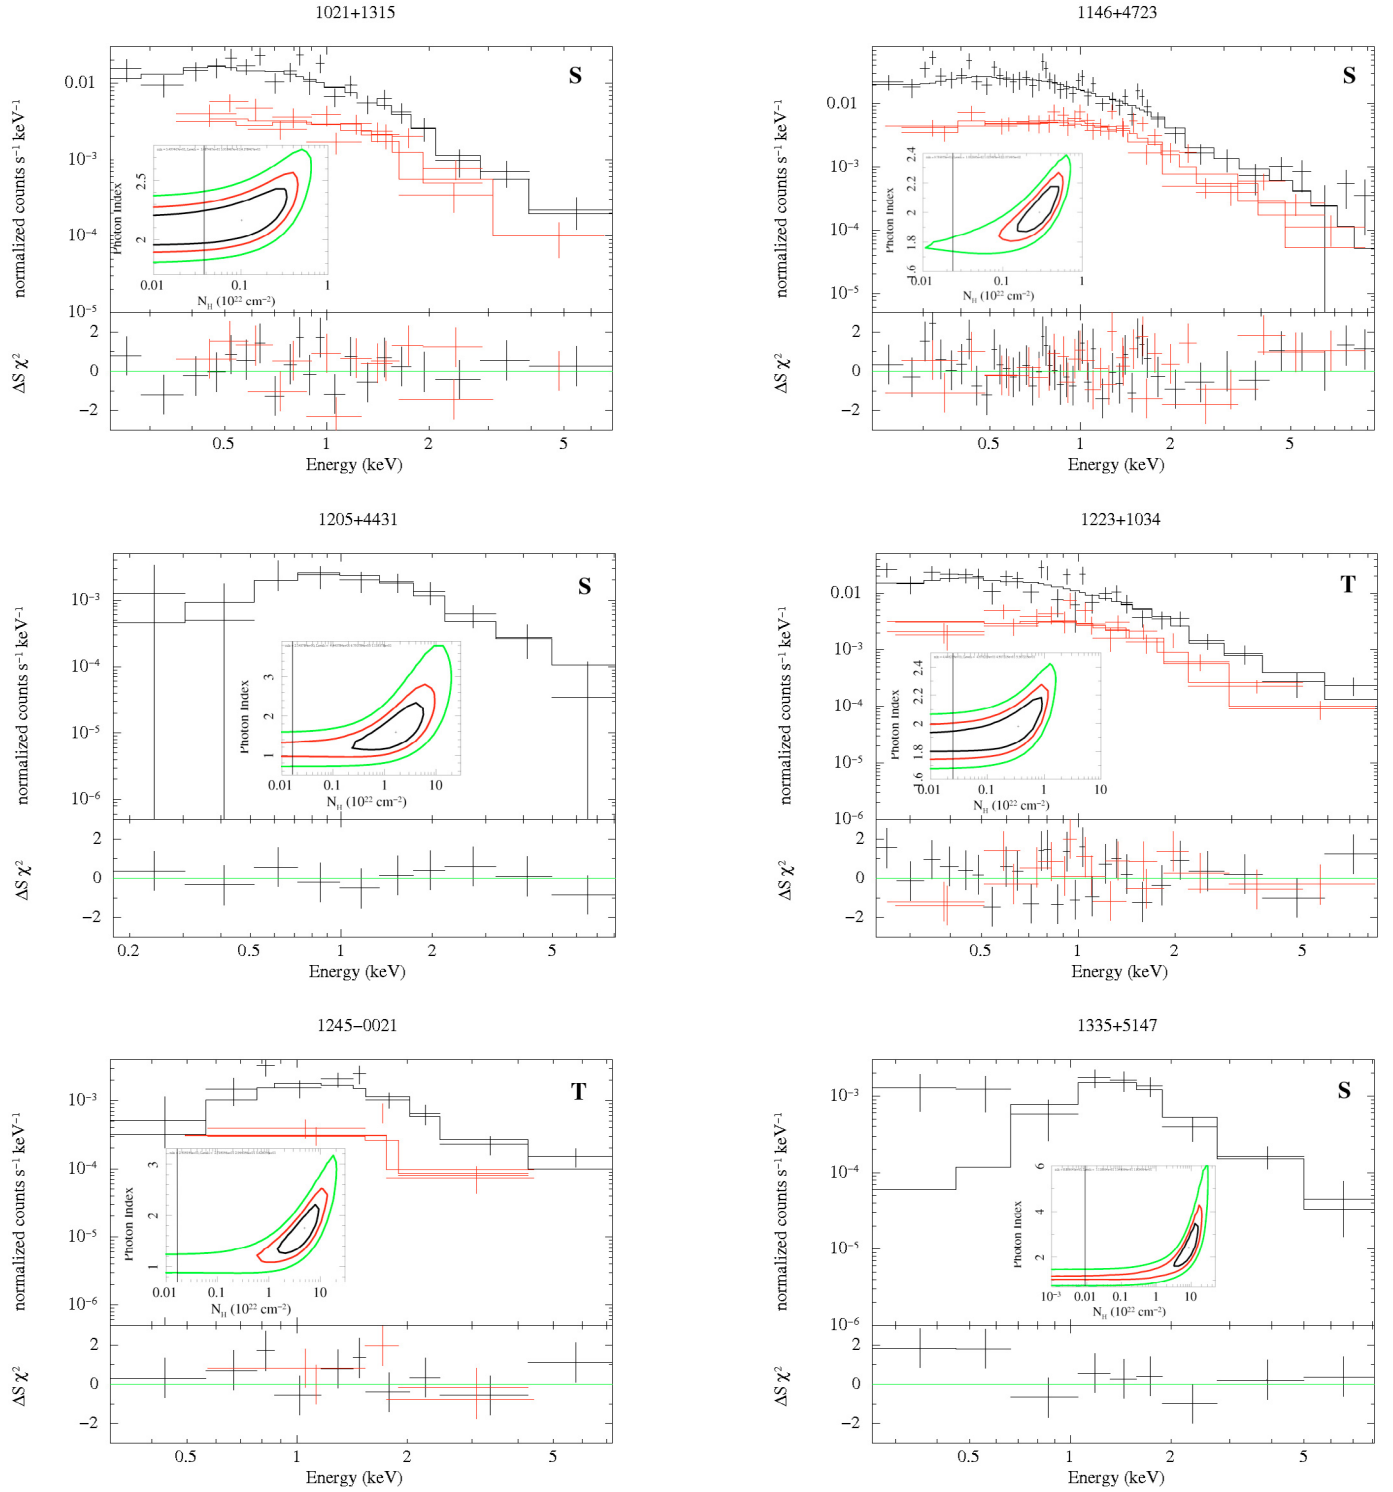 1021+1315
S
0.01
10⁻³
10⁻⁴
10⁻⁵
normalized counts s⁻¹ keV⁻¹
2.5
2
Photon Index
0.01 0.1 1
N_H (10²² cm⁻²)
2
0
−2
ΔS χ²
0.5 1 2 5
Energy (keV)
1146+4723
S
0.01
10⁻³
10⁻⁴
10⁻⁵
normalized counts s⁻¹ keV⁻¹
2.4
2.2
2
1.8
1.6
Photon Index
0.01 0.1 1
N_H (10²² cm⁻²)
2
0
−2
ΔS χ²
0.5 1 2 5
Energy (keV)
1205+4431
S
10⁻³
10⁻⁴
10⁻⁵
10⁻⁶
normalized counts s⁻¹ keV⁻¹
3
2
1
Photon Index
0.01 0.1 1 10
N_H (10²² cm⁻²)
2
0
−2
ΔS χ²
0.2 0.5 1 2 5
Energy (keV)
1223+1034
T
0.01
10⁻³
10⁻⁴
10⁻⁵
10⁻⁶
normalized counts s⁻¹ keV⁻¹
2.4
2.2
2
1.8
1.6
Photon Index
0.01 0.1 1 10
N_H (10²² cm⁻²)
2
0
−2
ΔS χ²
0.5 1 2 5
Energy (keV)
1245−0021
T
10⁻³
10⁻⁴
10⁻⁵
10⁻⁶
normalized counts s⁻¹ keV⁻¹
3
2
1
Photon Index
0.01 0.1 1 10
N_H (10²² cm⁻²)
2
0
−2
ΔS χ²
0.5 1 2 5
Energy (keV)
1335+5147
S
10⁻³
10⁻⁴
10⁻⁵
10⁻⁶
normalized counts s⁻¹ keV⁻¹
6
4
2
Photon Index
10⁻³ 0.01 0.1 1 10
N_H (10²² cm⁻²)
2
0
−2
ΔS χ²
0.5 1 2 5
Energy (keV)